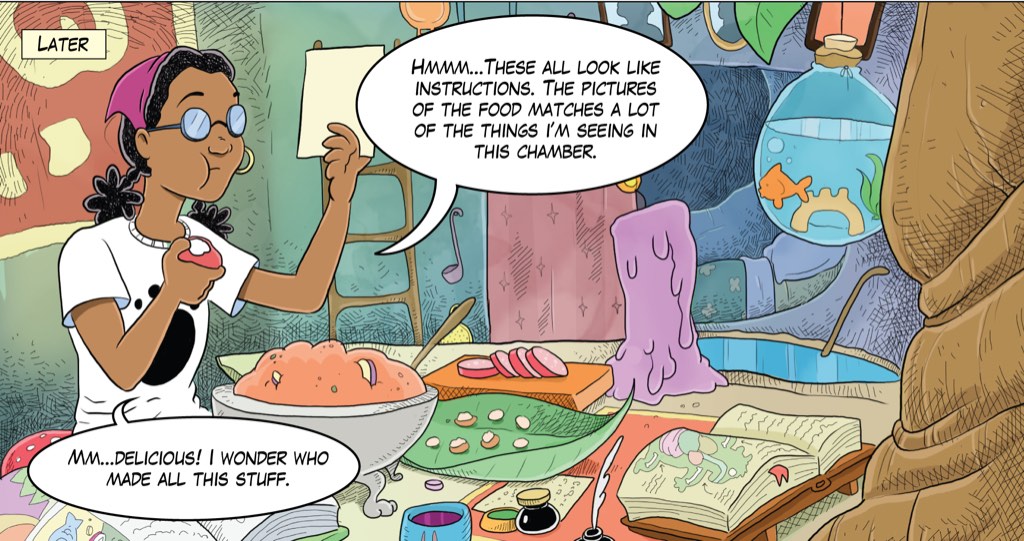 LATER
HMMM...THESE ALL LOOK LIKE
INSTRUCTIONS. THE PICTURES
OF THE FOOD MATCHES A LOT
OF THE THINGS I'M SEEING IN
THIS CHAMBER.
MM...DELICIOUS! I WONDER WHO
MADE ALL THIS STUFF.